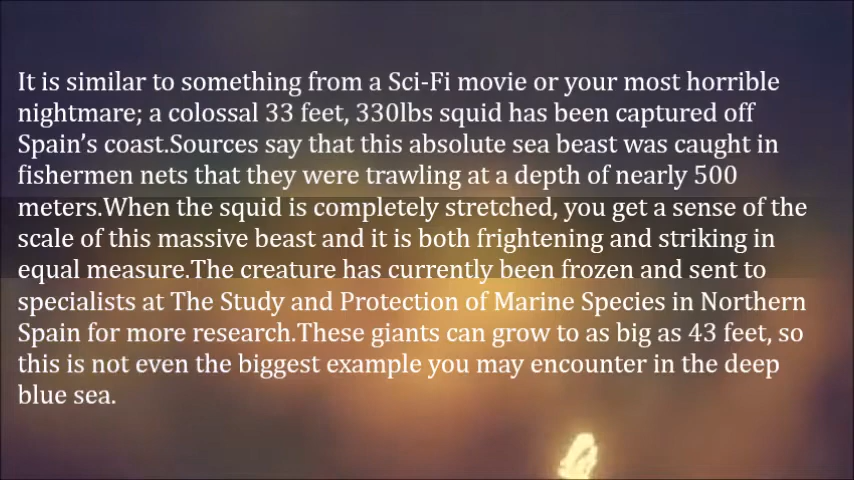 It is similar to something from a Sci-Fi movie or your most horrible
nightmare; a colossal 33 feet, 330lbs squid has been captured off
Spain’s coast.Sources say that this absolute sea beast was caught in
fishermen nets that they were trawling at a depth of nearly 500
meters.When the squid is completely stretched, you get a sense of the
scale of this massive beast and it is both frightening and striking in
equal measure.The creature has currently been frozen and sent to
specialists at The Study and Protection of Marine Species in Northern
Spain for more research.These giants can grow to as big as 43 feet, so
this is not even the biggest example you may encounter in the deep
blue sea.